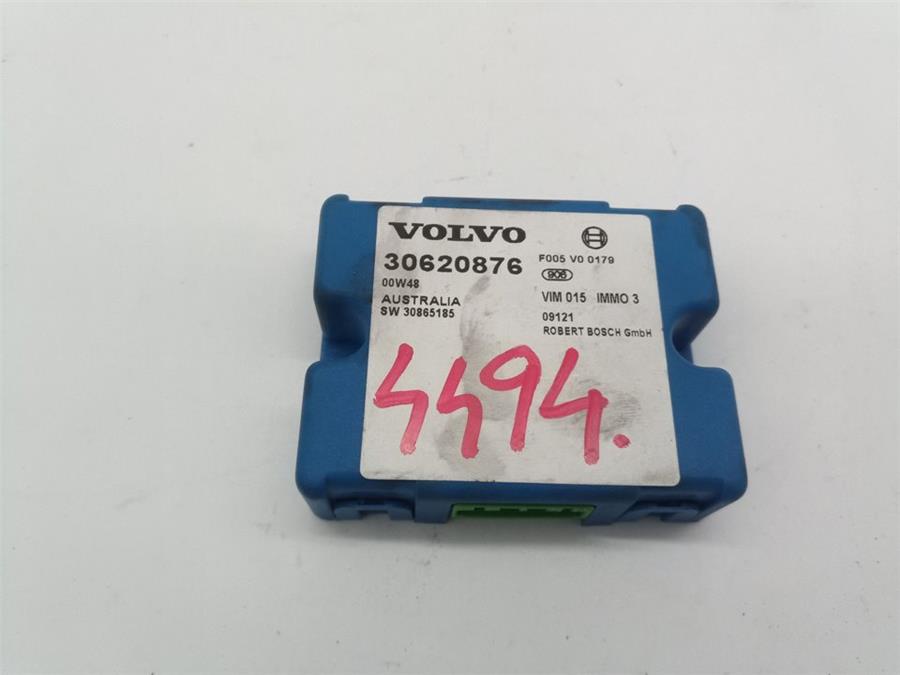 VOLVO
30620876
00W48
AUSTRALIA
SW 30865185
F005 V0 0179
906
VIM 015 IMMO 3
09121
ROBERT BOSCH GmbH
4494.